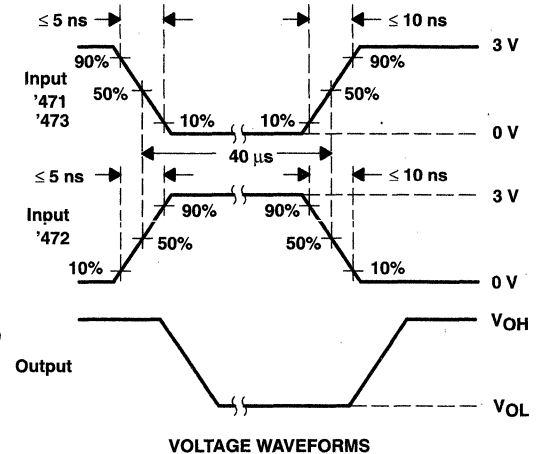 ≤ 5 ns
≤ 10 ns
3 V
90%
90%
Input
'471
'473
50%
50%
10%
10%
0 V
40 µs
≤ 5 ns
≤ 10 ns
3 V
90%
90%
Input
'472
50%
50%
10%
10%
0 V
VOH
Output
VOL
VOLTAGE WAVEFORMS